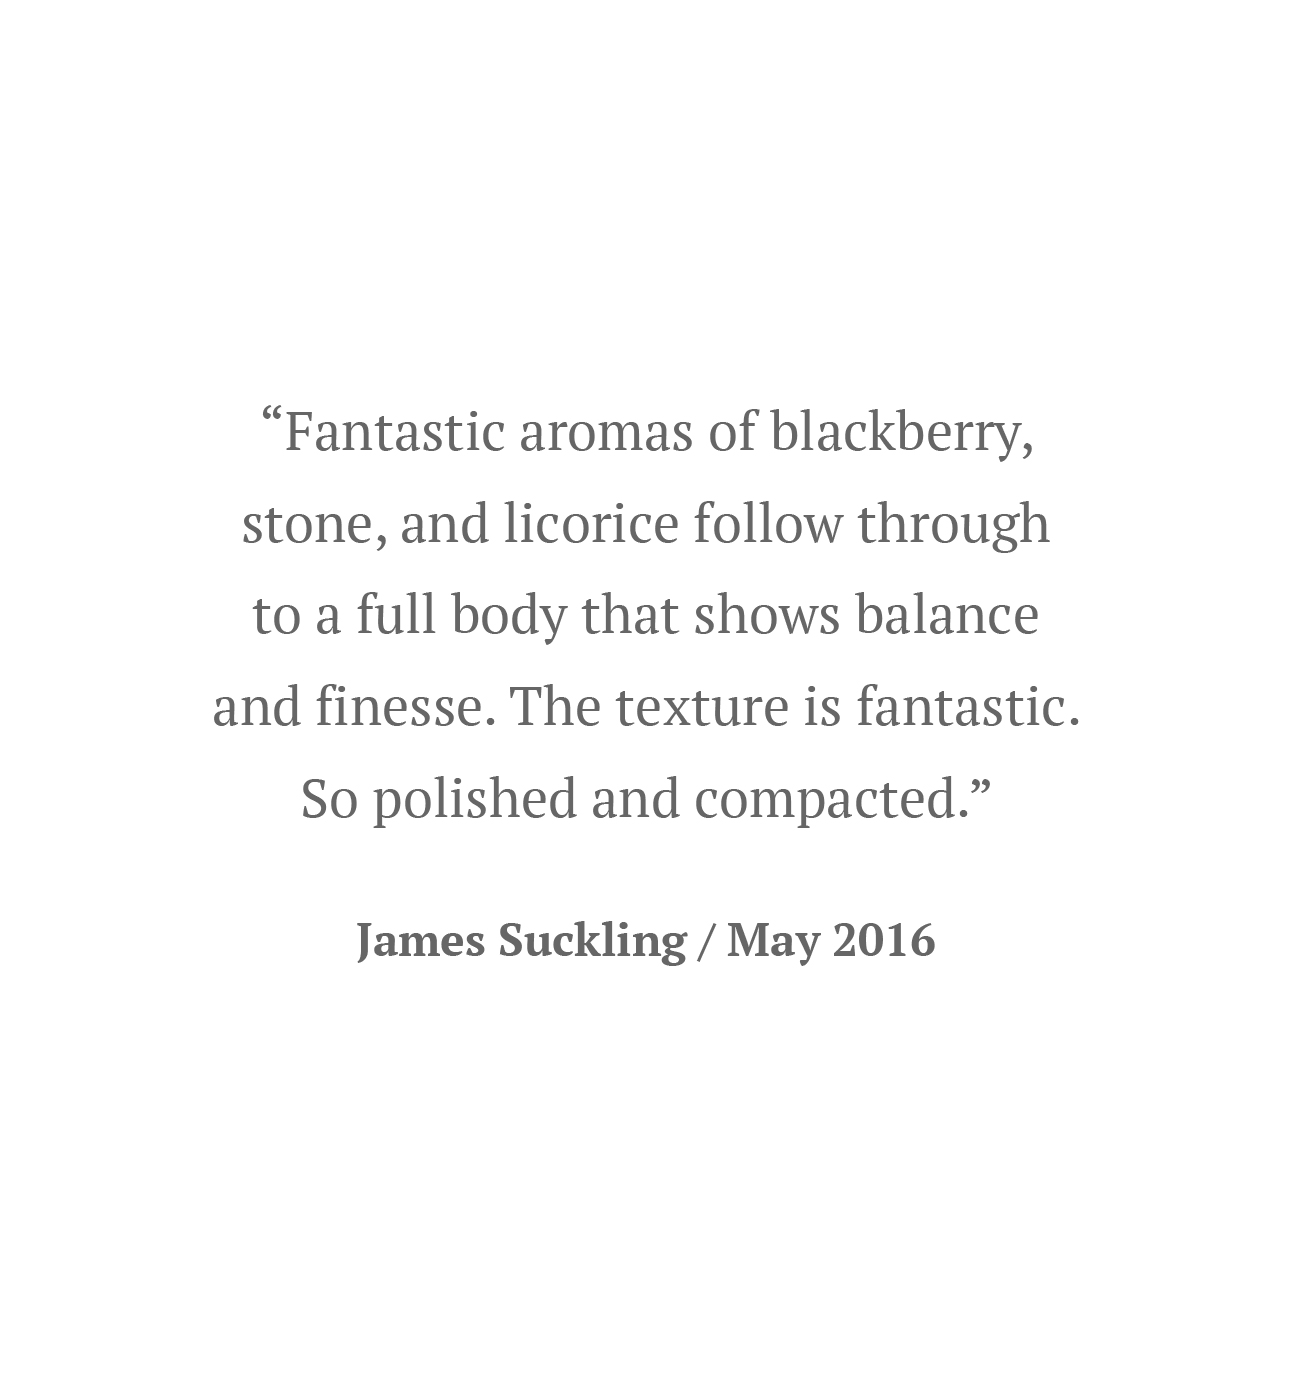 “Fantastic aromas of blackberry,
stone, and licorice follow through
to a full body that shows balance
and finesse. The texture is fantastic.
So polished and compacted.”
James Suckling / May 2016